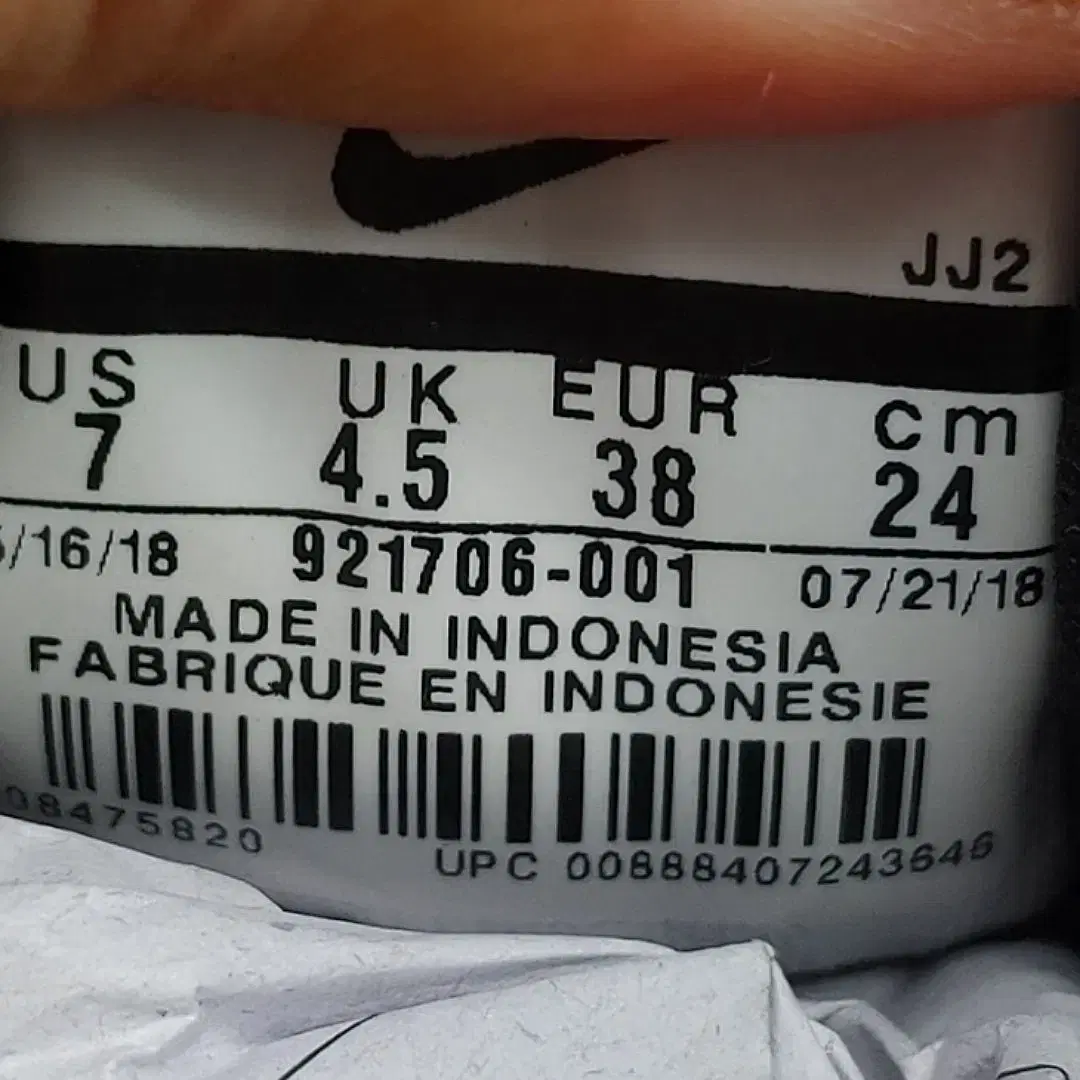 JJ2
US UK EUR cm
7 4.5 38 24
/16/18 921706-001 07/21/18
MADE IN INDONESIA
FABRIQUE EN INDONESIE
08475820 UPC 00888407243646